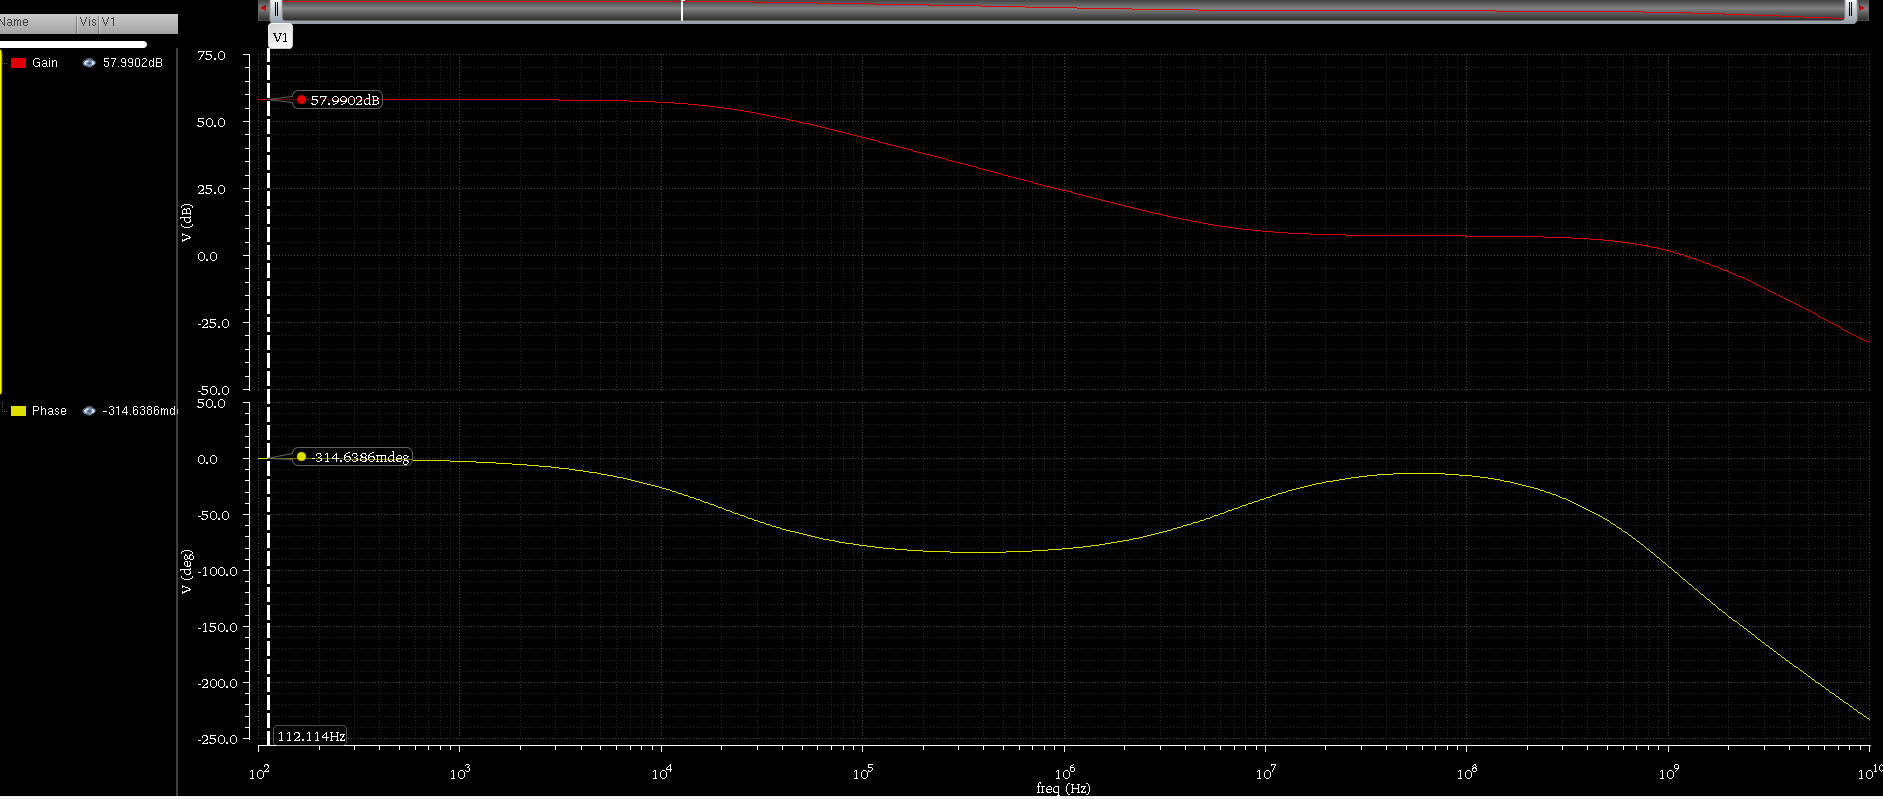 Name Vis V1
V1
Gain 57.9902dB
57.9902dB
75.0
50.0
25.0
0.0
-25.0
-50.0
V (dB)
Phase -314.6386md
-314.6386mdeg
50.0
0.0
-50.0
-100.0
-150.0
-200.0
-250.0
V (deg)
112.114Hz
10² 10³ 10⁴ 10⁵ 10⁶ 10⁷ 10⁸ 10⁹ 10¹⁰
freq (Hz)